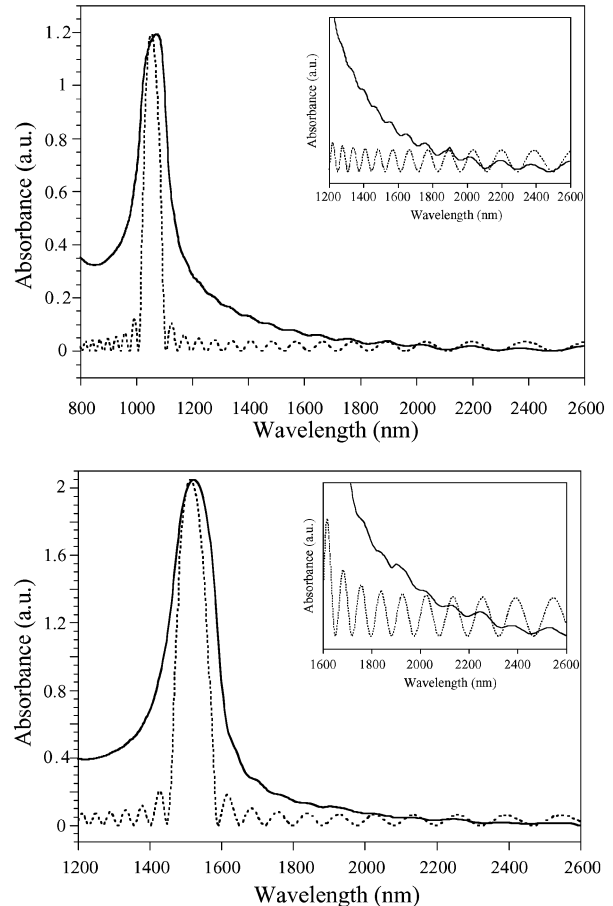 1.2
1
0.8
0.6
0.4
0.2
0
Absorbance (a.u.)
800 1000 1200 1400 1600 1800 2000 2200 2400 2600
Wavelength (nm)
Absorbance (a.u.)
1200 1400 1600 1800 2000 2200 2400 2600
Wavelength (nm)
2
1.6
1.2
0.8
0.4
0
Absorbance (a.u.)
1200 1400 1600 1800 2000 2200 2400 2600
Wavelength (nm)
Absorbance (a.u.)
1600 1800 2000 2200 2400 2600
Wavelength (nm)